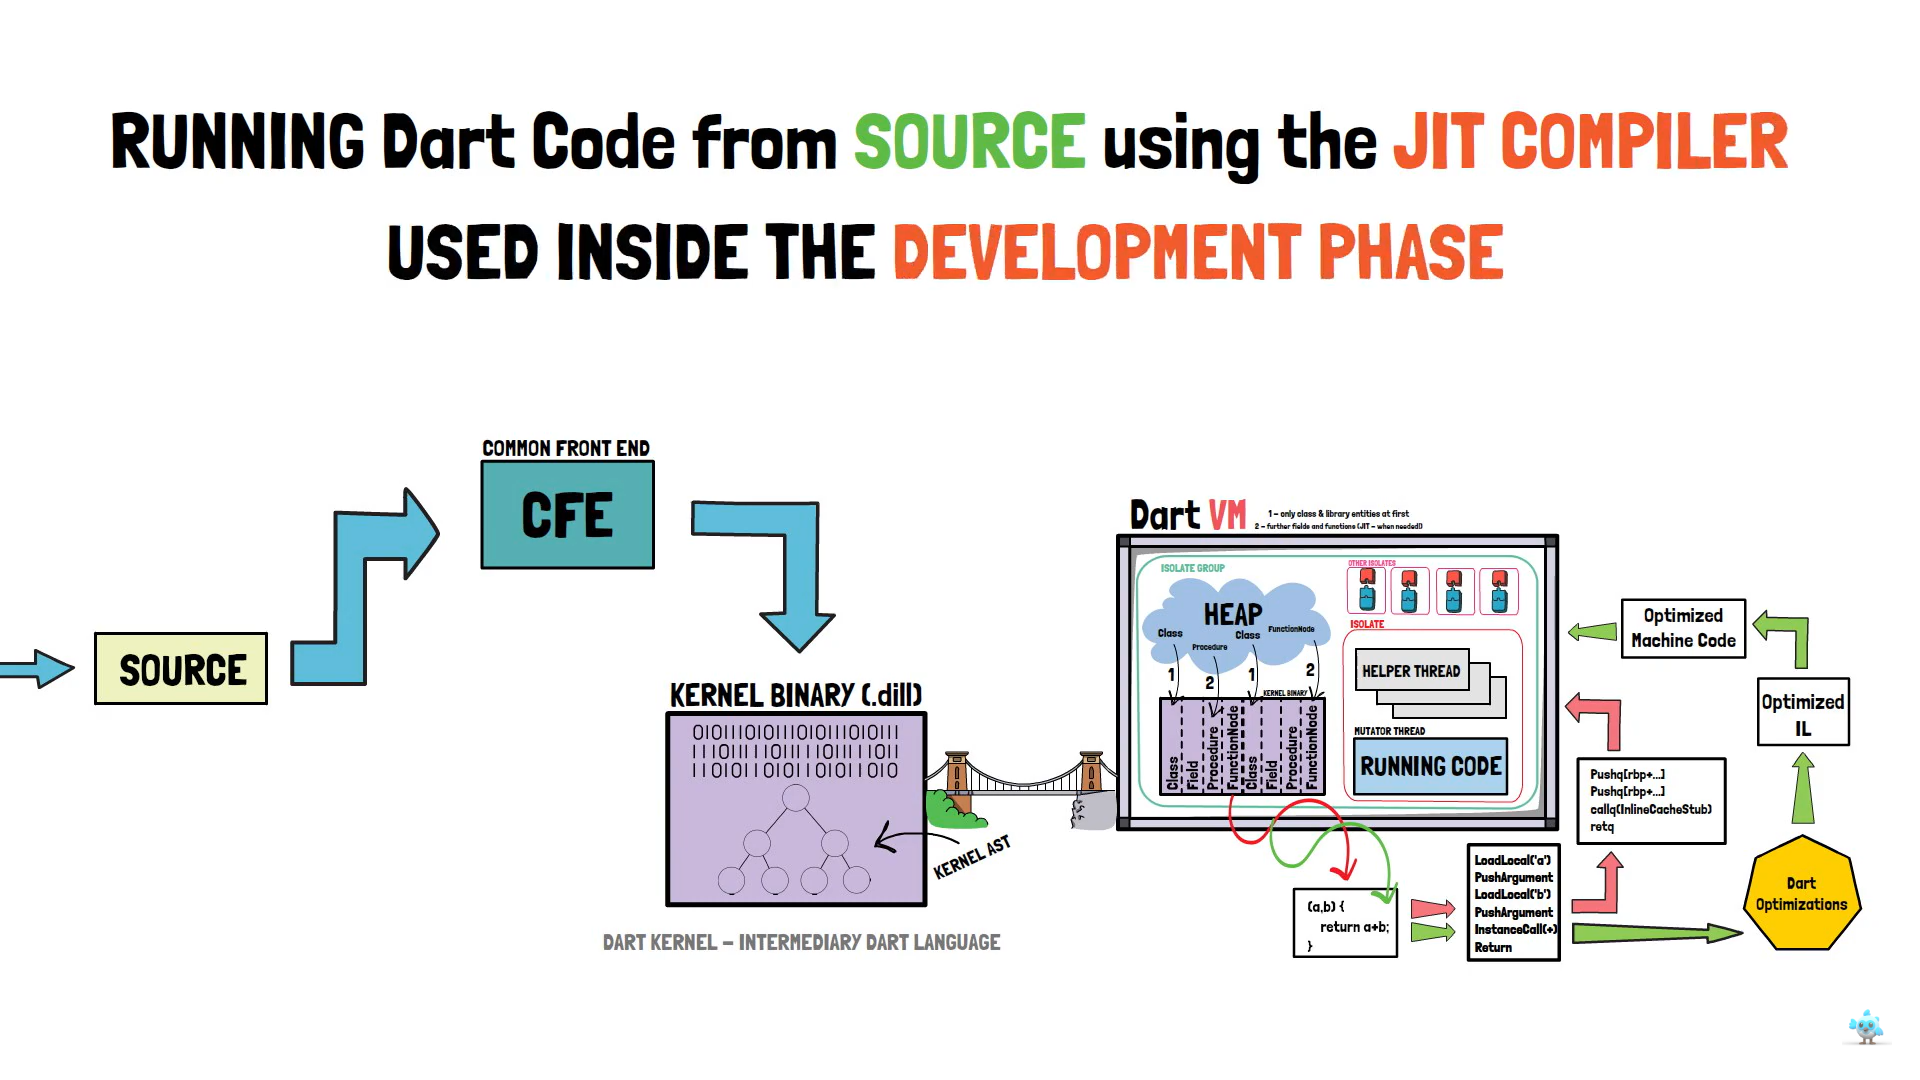 RUNNING Dart Code from SOURCE using the JIT COMPILER
USED INSIDE THE DEVELOPMENT PHASE
COMMON FRONT END
CFE
SOURCE
KERNEL BINARY (.dill)
0101110101110101110101111
1110111101111011111011
1101011011101011011010
KERNEL AST
DART KERNEL – INTERMEDIARY DART LANGUAGE
Dart VM
1 – only class & library entities at first
2 – further fields and functions (JIT – when needed!)
ISOLATE GROUP
HEAP
Class
Procedure
Class
FunctionNode
1
2
1
2
KERNEL BINARY
Class
Field
Procedure
FunctionNode
Class
Field
Procedure
FunctionNode
OTHER ISOLATES
ISOLATE
HELPER THREAD
MUTATOR THREAD
RUNNING CODE
(a,b) {
return a+b;
}
LoadLocal('a')
PushArgument
LoadLocal('b')
PushArgument
InstanceCall(+)
Return
Pushq[rbp+...]
Pushq[rbp+...]
callq(InlineCacheStub)
retq
Dart
Optimizations
Optimized
IL
Optimized
Machine Code